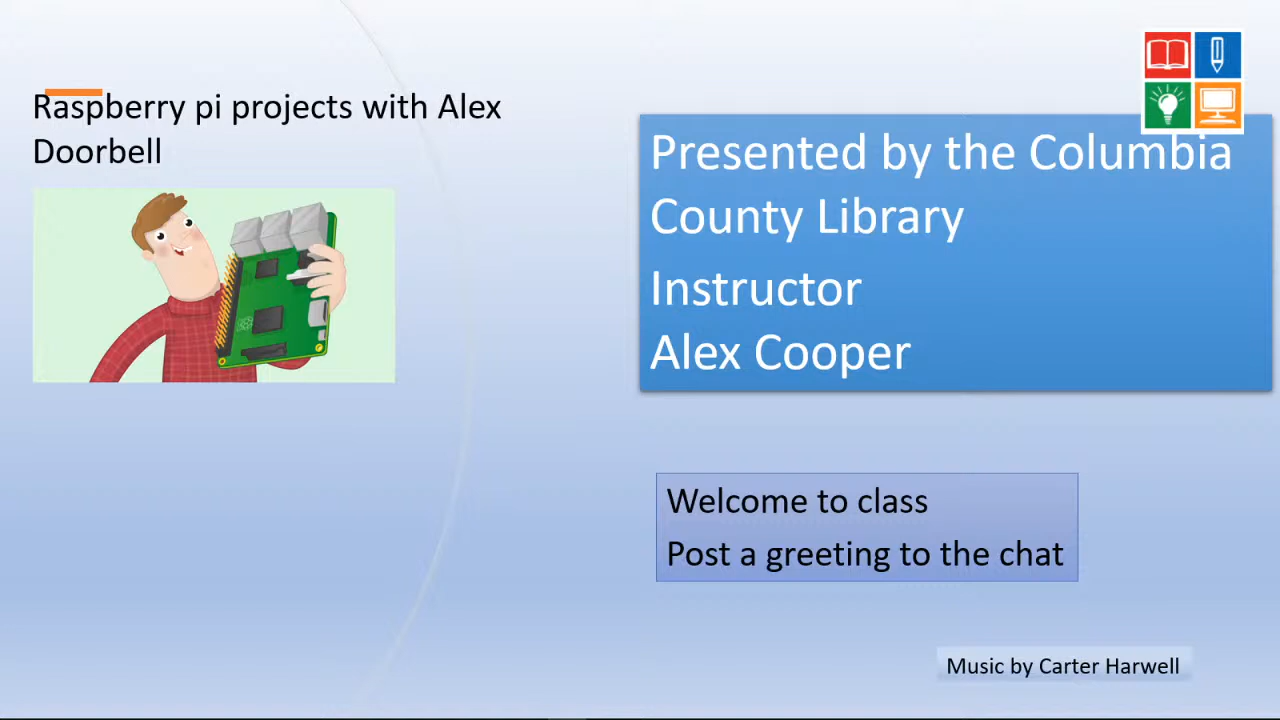 Raspberry pi projects with Alex
Doorbell
Presented by the Columbia
County Library
Instructor
Alex Cooper
Welcome to class
Post a greeting to the chat
Music by Carter Harwell